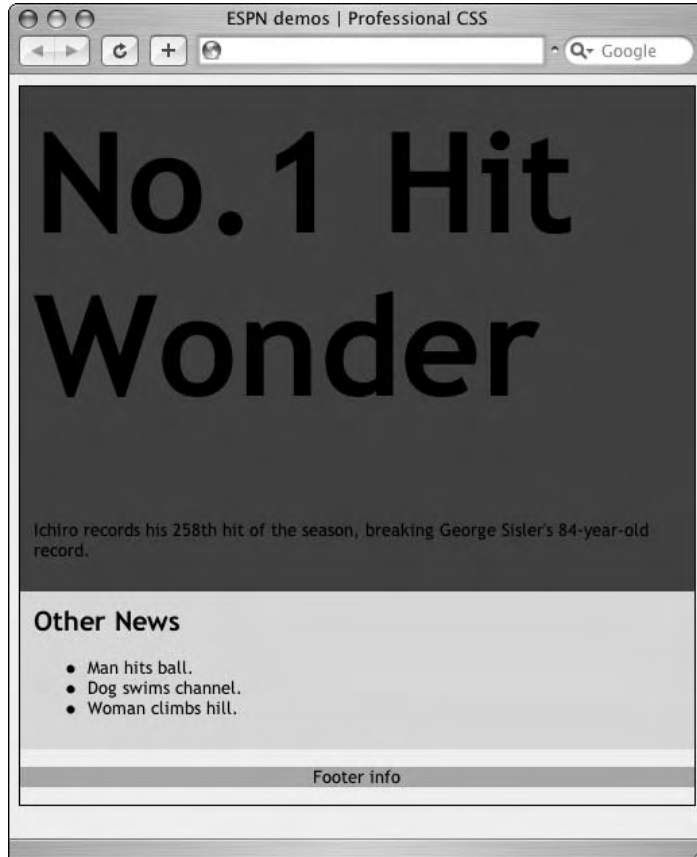 ESPN demos | Professional CSS
Google
No.1 Hit
Wonder
Ichiro records his 258th hit of the season, breaking George Sisler's 84-year-old
record.
Other News
• Man hits ball.
• Dog swims channel.
• Woman climbs hill.
Footer info